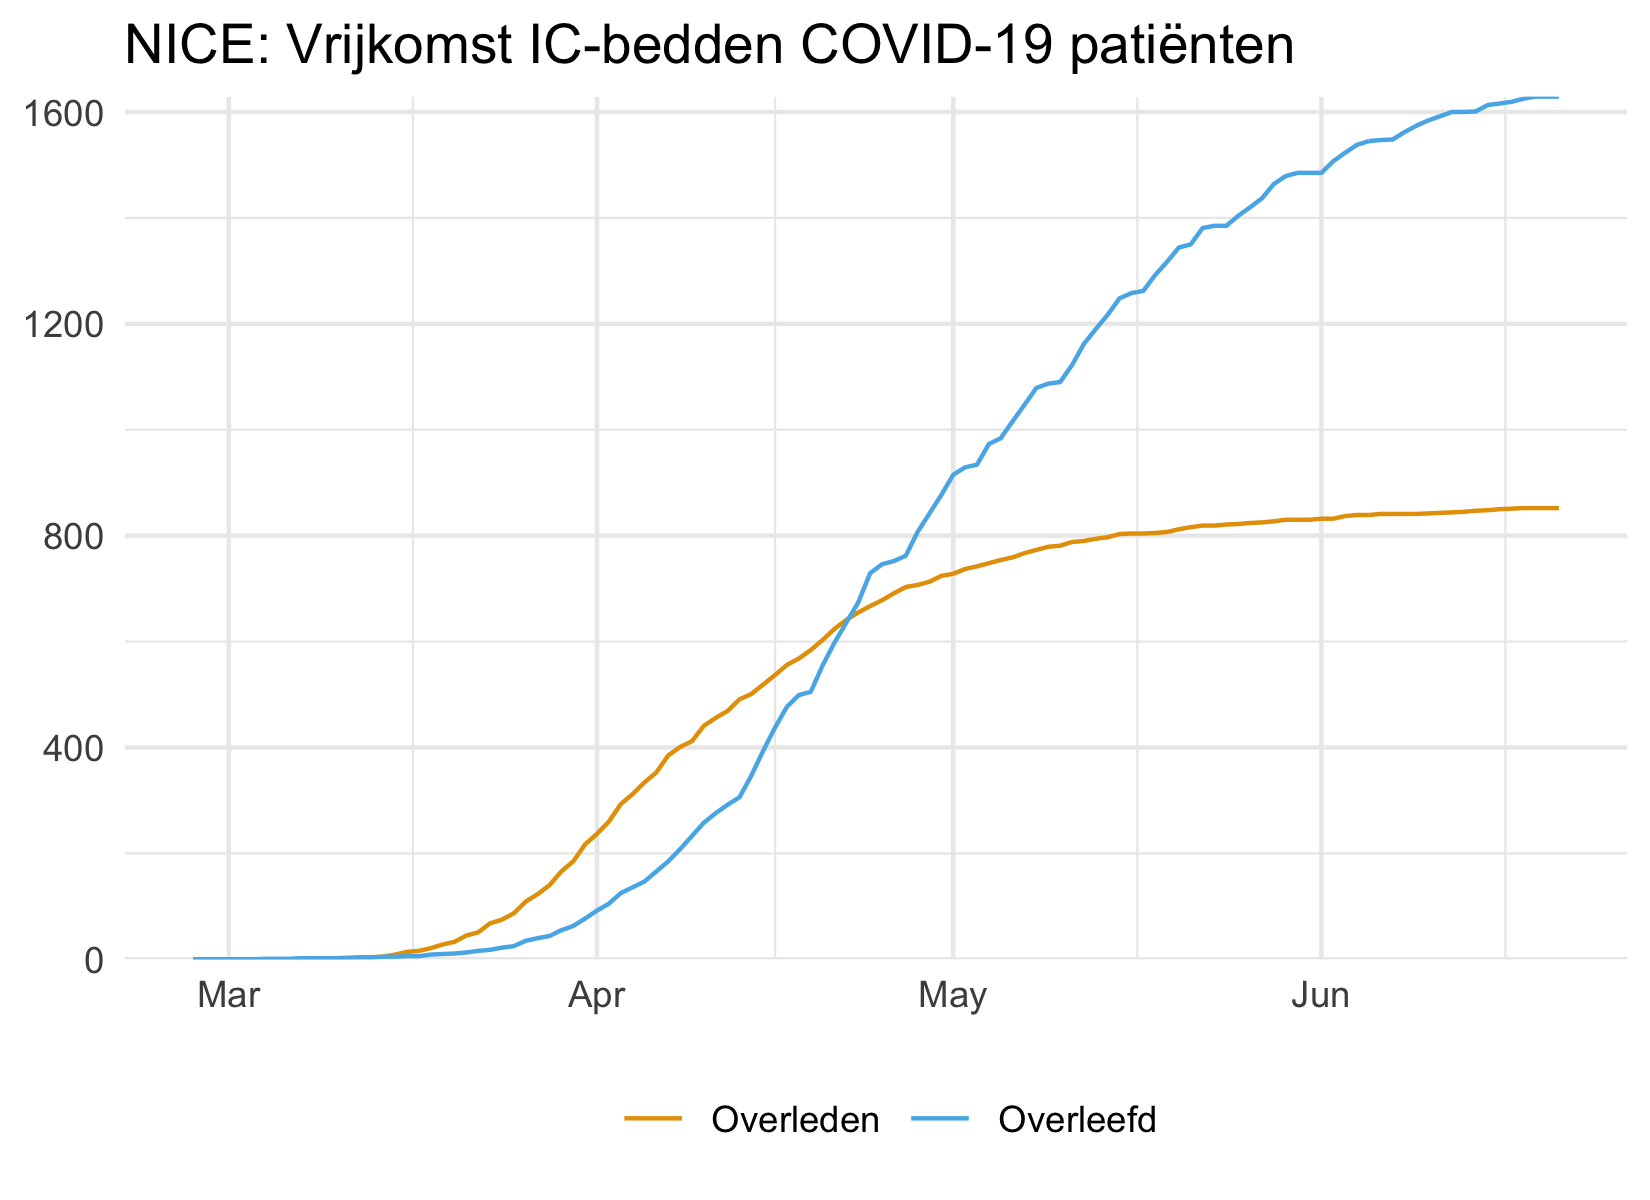 NICE: Vrijkomst IC-bedden COVID-19 patiënten
1600
1200
800
400
0
Mar Apr May Jun
Overleden Overleefd